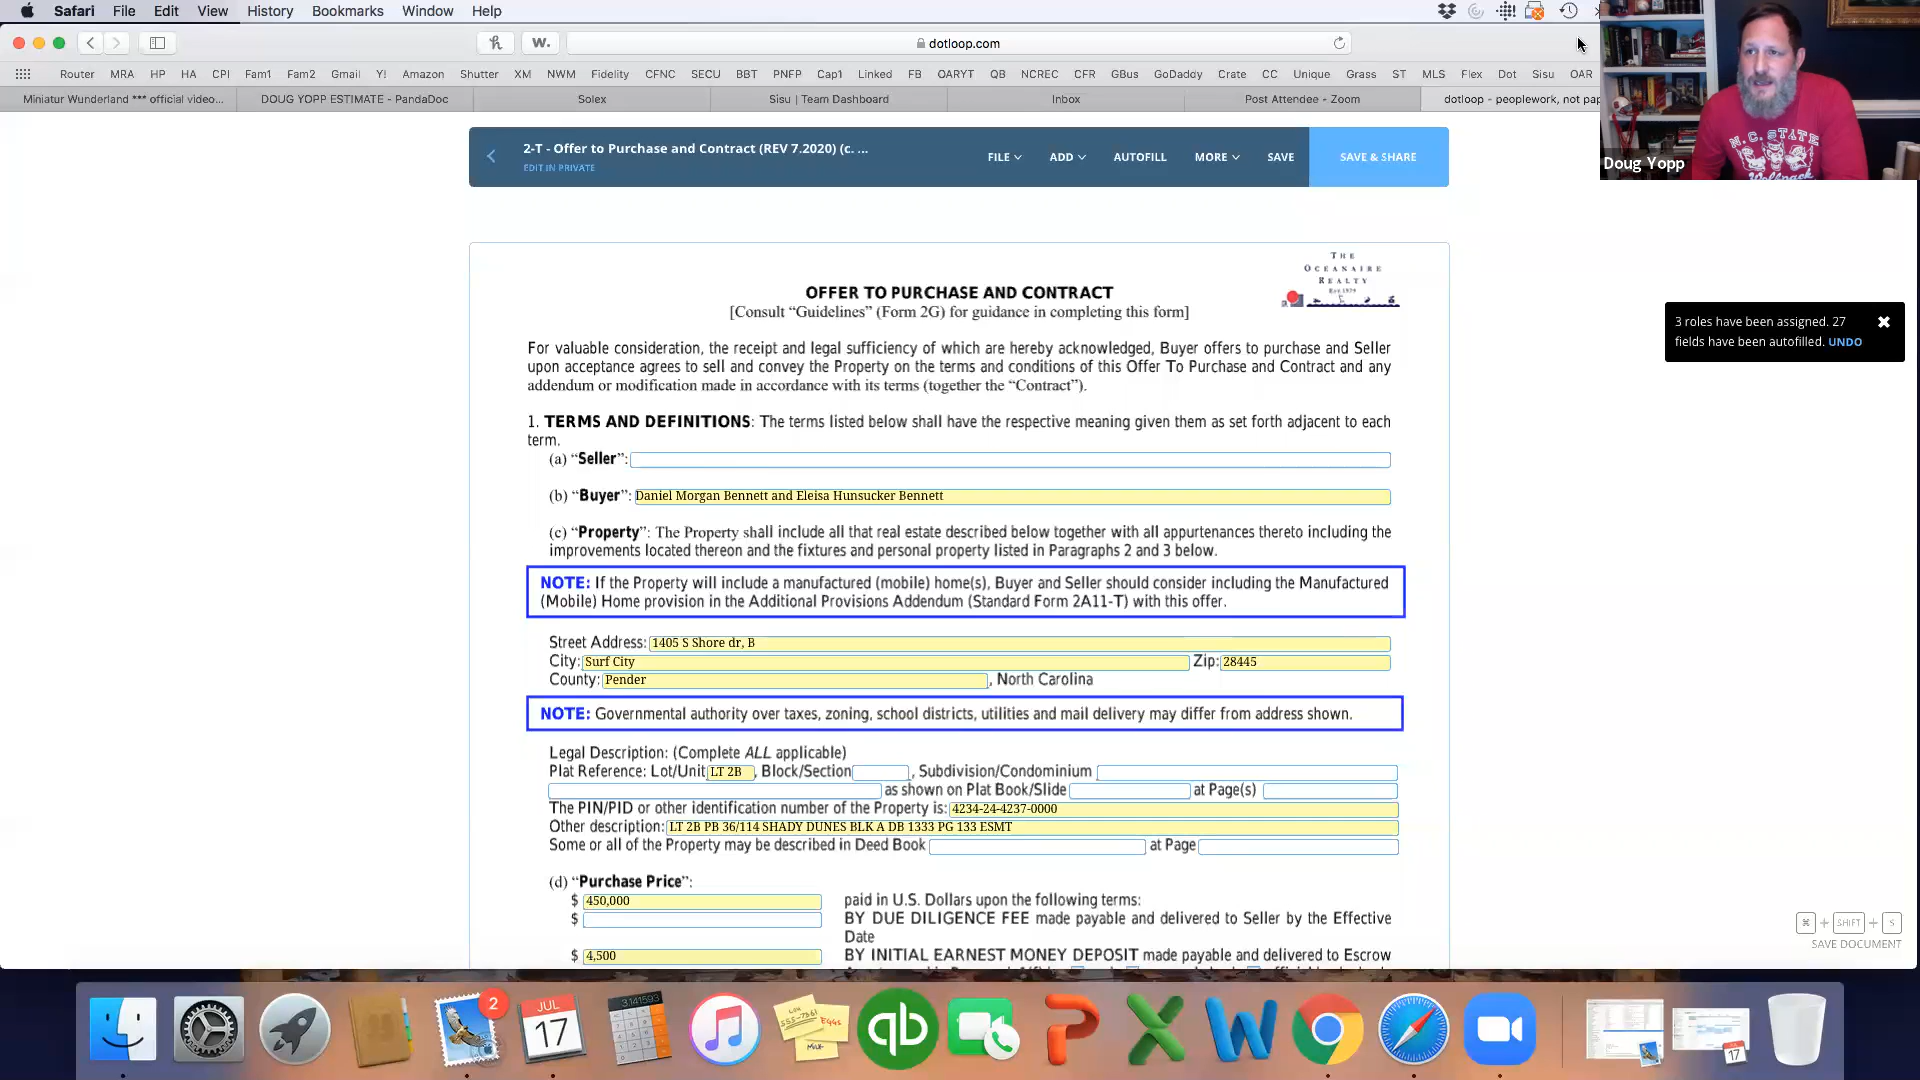 Safari File Edit View History Bookmarks Window Help
W.
dotloop.com
Router MRA HP HA CPI Fam1 Fam2 Gmail Y! Amazon Shutter XM NWM Fidelity CFNC SECU BBT PNFP Cap1 Linked FB OARYT QB NCREC CFR GBus GoDaddy Crate CC Unique Grass ST MLS Flex Dot Sisu OAR
Miniatur Wunderland *** official video... DOUG YOPP ESTIMATE - PandaDoc Solex Sisu | Team Dashboard Inbox Post Attendee - Zoom dotloop - peoplework, not pa
N.C. STATE
Wolfpack
Doug Yopp
2-T - Offer to Purchase and Contract (REV 7.2020) (c. ...
EDIT IN PRIVATE
FILE ADD AUTOFILL MORE SAVE SAVE & SHARE
THE
OCEANAIRE
REALTY
OFFER TO PURCHASE AND CONTRACT
[Consult “Guidelines” (Form 2G) for guidance in completing this form]
3 roles have been assigned. 27
fields have been autofilled. UNDO
For valuable consideration, the receipt and legal sufficiency of which are hereby acknowledged, Buyer offers to purchase and Seller
upon acceptance agrees to sell and convey the Property on the terms and conditions of this Offer To Purchase and Contract and any
addendum or modification made in accordance with its terms (together the “Contract”).
1. TERMS AND DEFINITIONS: The terms listed below shall have the respective meaning given them as set forth adjacent to each
term.
(a) “Seller”:
(b) “Buyer”: Daniel Morgan Bennett and Eleisa Hunsucker Bennett
(c) “Property”: The Property shall include all that real estate described below together with all appurtenances thereto including the
improvements located thereon and the fixtures and personal property listed in Paragraphs 2 and 3 below.
NOTE: If the Property will include a manufactured (mobile) home(s), Buyer and Seller should consider including the Manufactured
(Mobile) Home provision in the Additional Provisions Addendum (Standard Form 2A11-T) with this offer.
Street Address: 1405 S Shore dr, B
City: Surf City Zip: 28445
County: Pender , North Carolina
NOTE: Governmental authority over taxes, zoning, school districts, utilities and mail delivery may differ from address shown.
Legal Description: (Complete ALL applicable)
Plat Reference: Lot/Unit LT 2B , Block/Section , Subdivision/Condominium
as shown on Plat Book/Slide at Page(s)
The PIN/PID or other identification number of the Property is: 4234-24-4237-0000
Other description: LT 2B PB 36/114 SHADY DUNES BLK A DB 1333 PG 133 ESMT
Some or all of the Property may be described in Deed Book at Page
(d) “Purchase Price”:
$ 450,000 paid in U.S. Dollars upon the following terms:
$ BY DUE DILIGENCE FEE made payable and delivered to Seller by the Effective
Date
$ 4,500 BY INITIAL EARNEST MONEY DEPOSIT made payable and delivered to Escrow
⌘ + SHIFT + S
SAVE DOCUMENT
2
JUL
17
3.141593
EGGS
MILK
qb
17